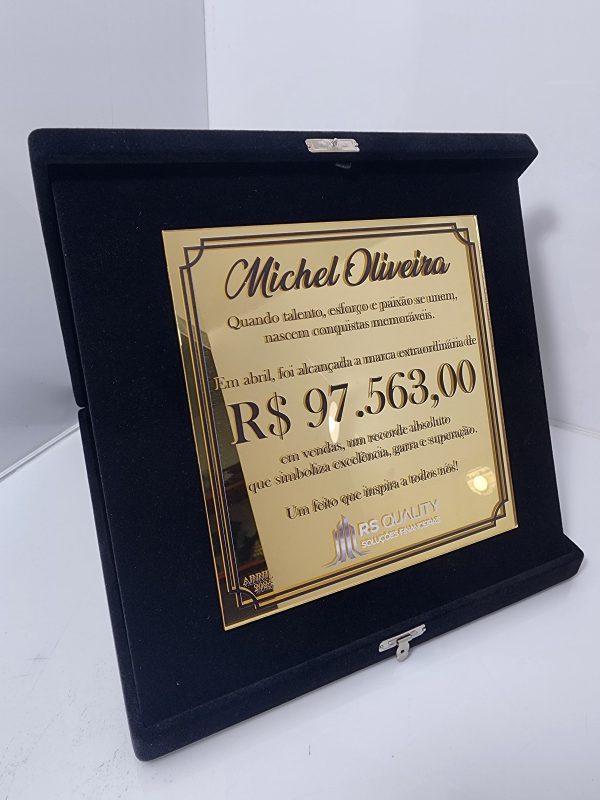 Michel Oliveira
Quando talento, esforço e paixão se unem,
nascem conquistas memoráveis.
Em abril, foi alcançada a marca extraordinária de
R$ 97.563,00
em vendas, um recorde absoluto
que simboliza excelência, garra e superação.
Um feito que inspira a todos nós!
RS QUALITY
SOLUÇÕES FINANCEIRAS
ABRIL